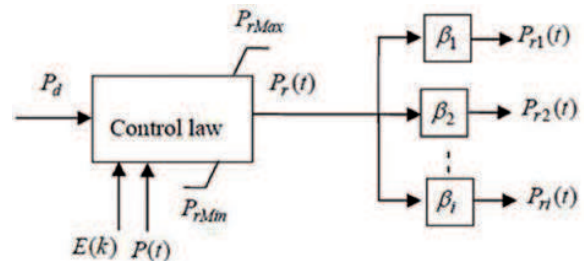 P_rMax
P_d
P_r(t)
Control law
P_rMin
E(k) P(t)
β_1 P_r1(t)
β_2 P_r2(t)
β_i P_ri(t)